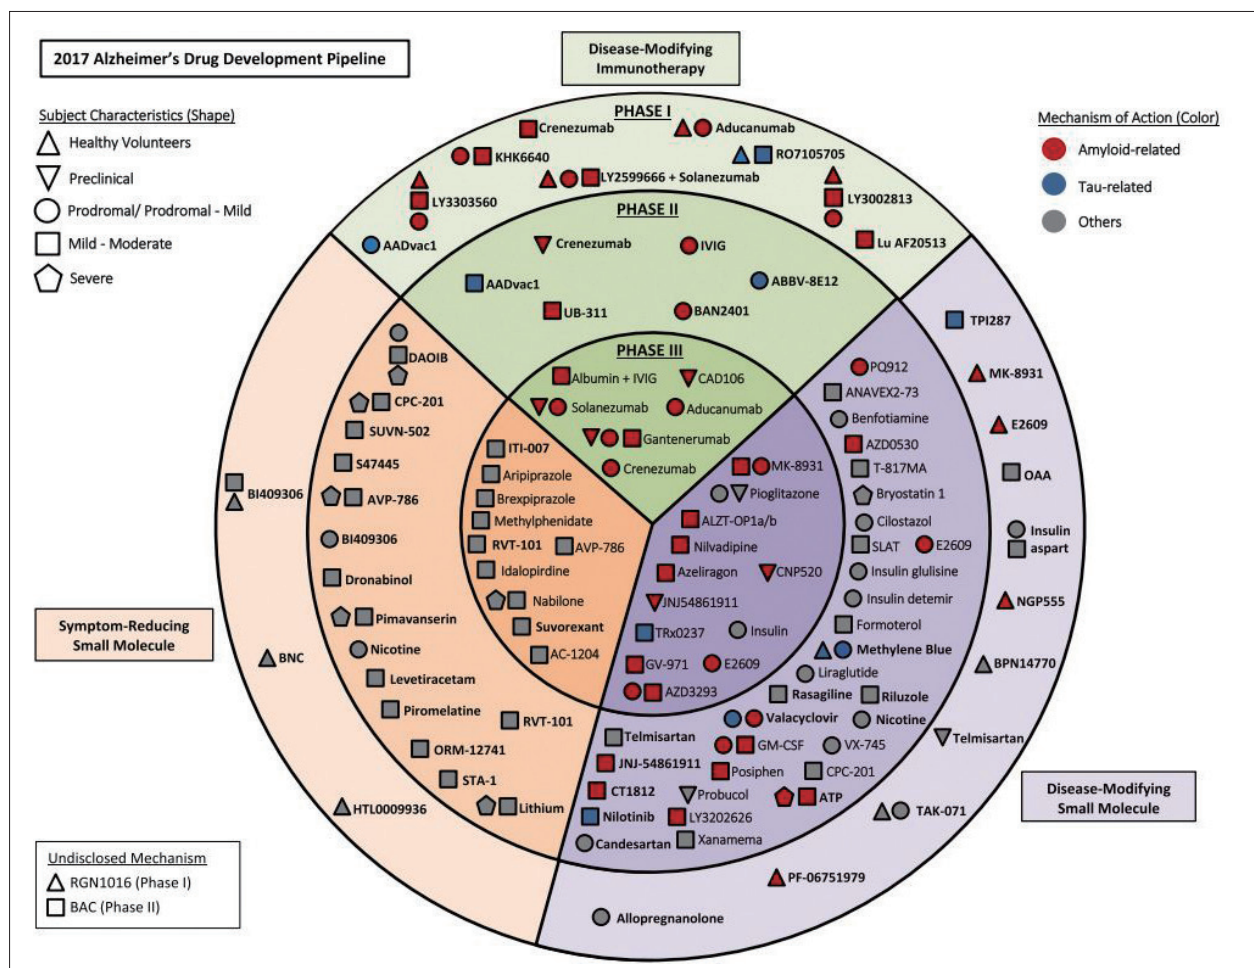 2017 Alzheimer's Drug Development Pipeline
Disease-Modifying
Immunotherapy
Subject Characteristics (Shape)
Healthy Volunteers
Preclinical
Prodromal/ Prodromal - Mild
Mild - Moderate
Severe
Mechanism of Action (Color)
Amyloid-related
Tau-related
Others
PHASE I
Crenezumab
Aducanumab
KHK6640
RO7105705
LY2599666 + Solanezumab
LY3303560
LY3002813
AADvac1
Lu AF20513
PHASE II
Crenezumab
IVIG
AADvac1
ABBV-8E12
UB-311
BAN2401
PHASE III
Albumin + IVIG
CAD106
Solanezumab
Aducanumab
Gantenerumab
Crenezumab
DAOIB
CPC-201
SUVN-502
S47445
AVP-786
BI409306
Dronabinol
Pimavanserin
Nicotine
Levetiracetam
Piromelatine
RVT-101
ORM-12741
STA-1
Lithium
BI409306
BNC
HTL0009936
ITI-007
Aripiprazole
Brexpiprazole
Methylphenidate
RVT-101
AVP-786
Idalopirdine
Nabilone
Suvorexant
AC-1204
MK-8931
Pioglitazone
ALZT-OP1a/b
Nilvadipine
Azeliragon
CNP520
JNJ54861911
TRx0237
Insulin
GV-971
E2609
AZD3293
PQ912
ANAVEX2-73
Benfotiamine
AZD0530
T-817MA
Bryostatin 1
Cilostazol
SLAT
E2609
Insulin glulisine
Insulin detemir
Formoterol
Methylene Blue
Liraglutide
Rasagiline
Riluzole
Valacyclovir
Nicotine
Telmisartan
GM-CSF
VX-745
JNJ-54861911
Posiphen
CPC-201
CT1812
Probucol
ATP
Nilotinib
LY3202626
Candesartan
Xanamema
TPI287
MK-8931
E2609
OAA
Insulin
aspart
NGP555
BPN14770
Telmisartan
TAK-071
PF-06751979
Allopregnanolone
Symptom-Reducing
Small Molecule
Disease-Modifying
Small Molecule
Undisclosed Mechanism
RGN1016 (Phase I)
BAC (Phase II)